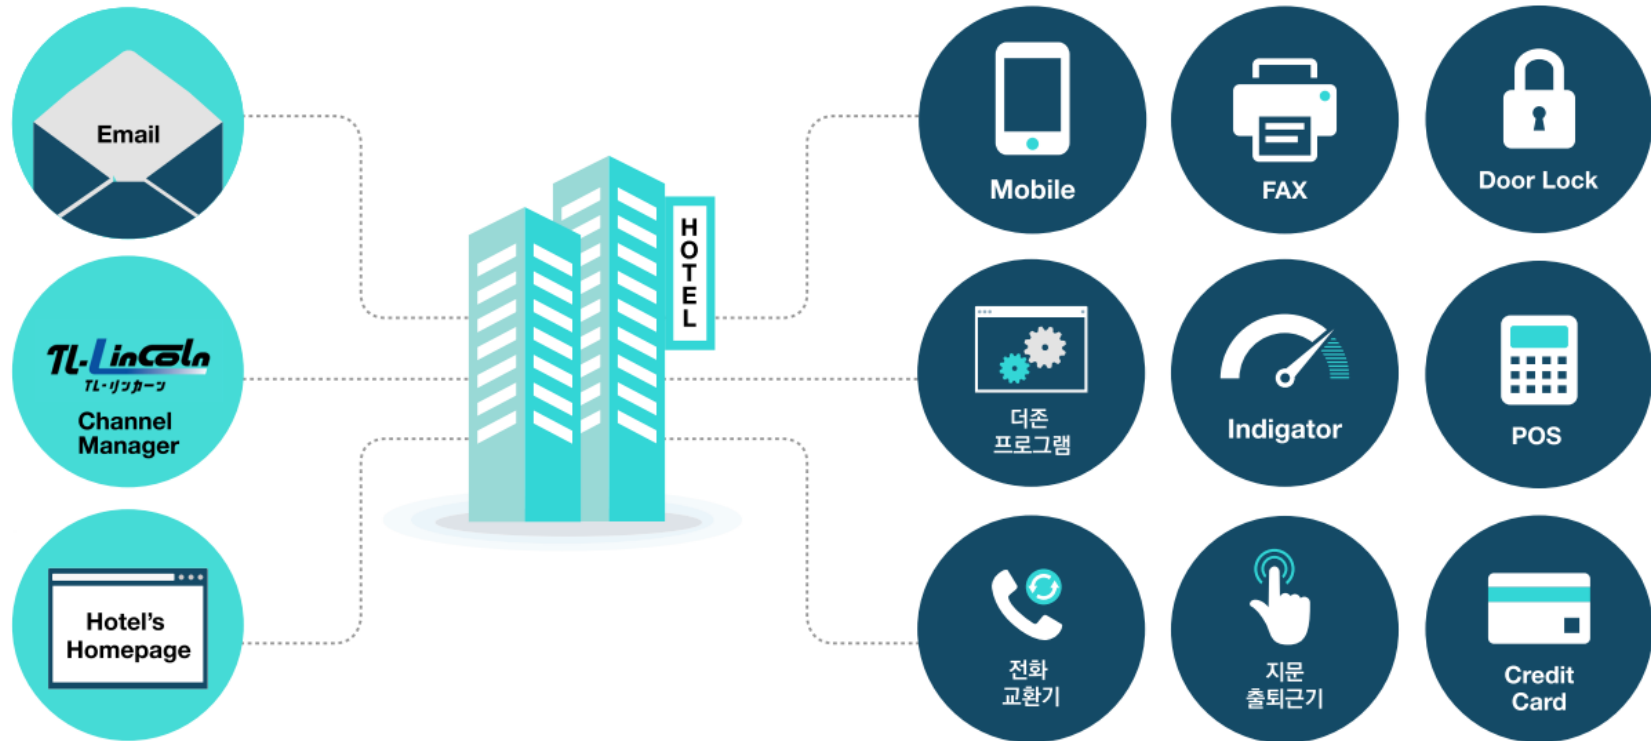 Email
TL-Lincoln
TL-リンカーン
Channel
Manager
Hotel's
Homepage
HOTEL
Mobile
FAX
Door Lock
더존
프로그램
Indigator
POS
전화
교환기
지문
출퇴근기
Credit
Card